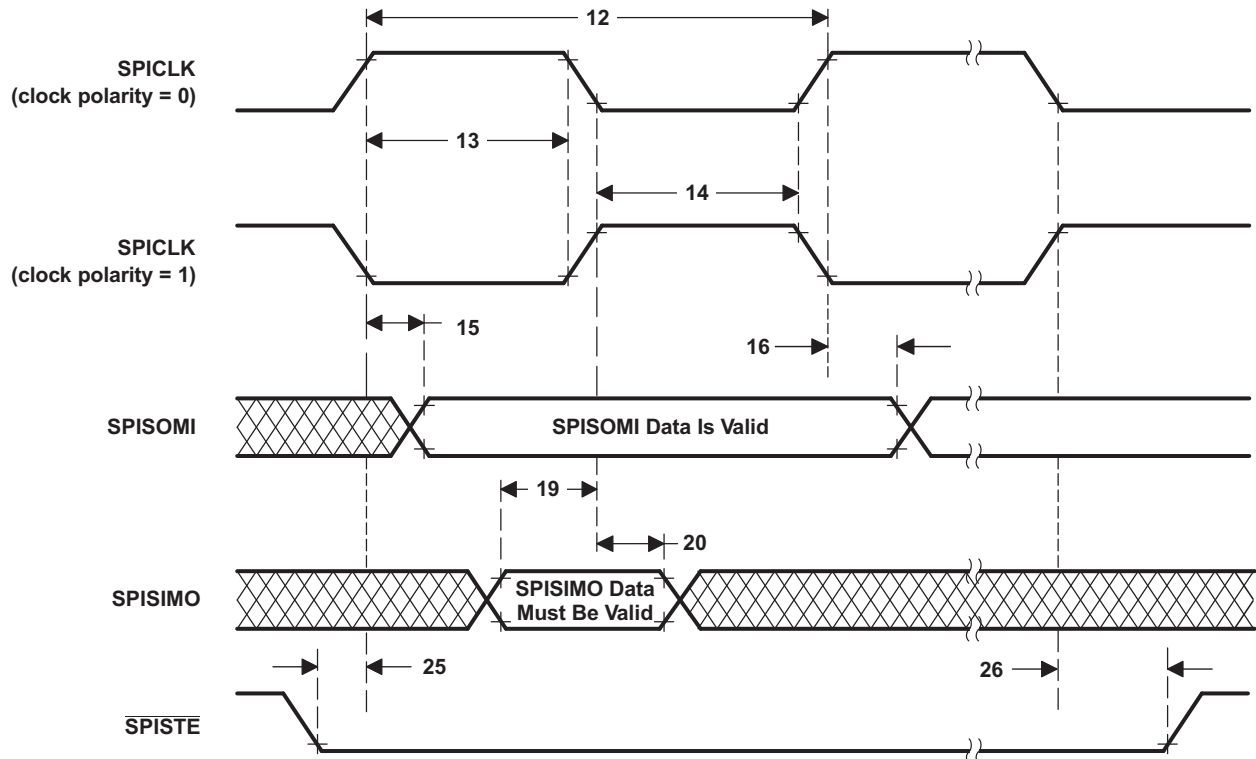 12
SPICLK
(clock polarity = 0)
13
14
SPICLK
(clock polarity = 1)
15
16
SPISOMI
SPISOMI Data Is Valid
19
20
SPISIMO
SPISIMO Data
Must Be Valid
25
26
SPISTE